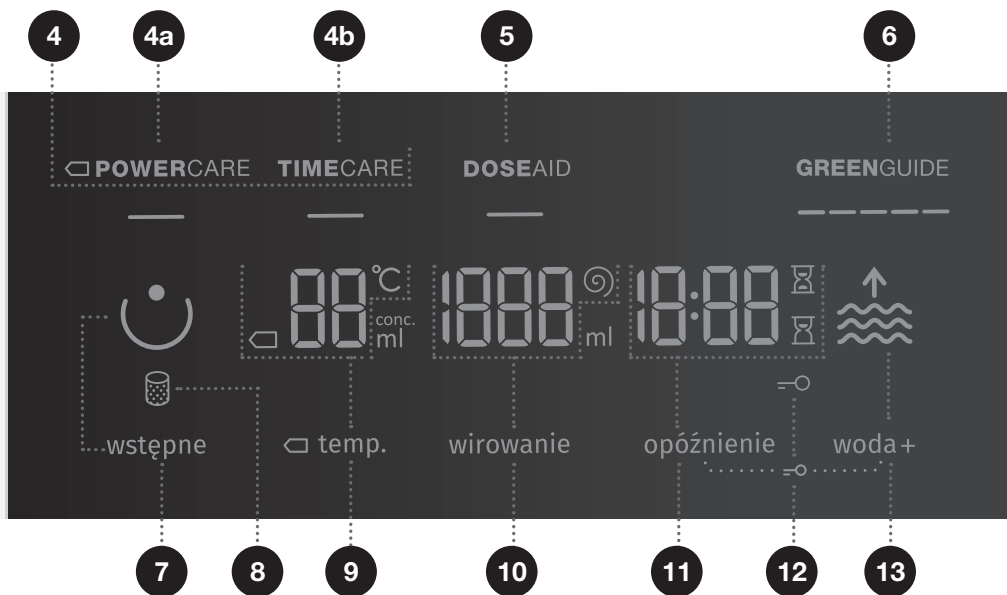 4 4a 4b 5 6
POWERCARE TIMECARE DOSEAID GREENGUIDE
88 °C 1888 18:88
conc.
ml ml
wstępne temp. wirowanie opóźnienie woda+
7 8 9 10 11 12 13